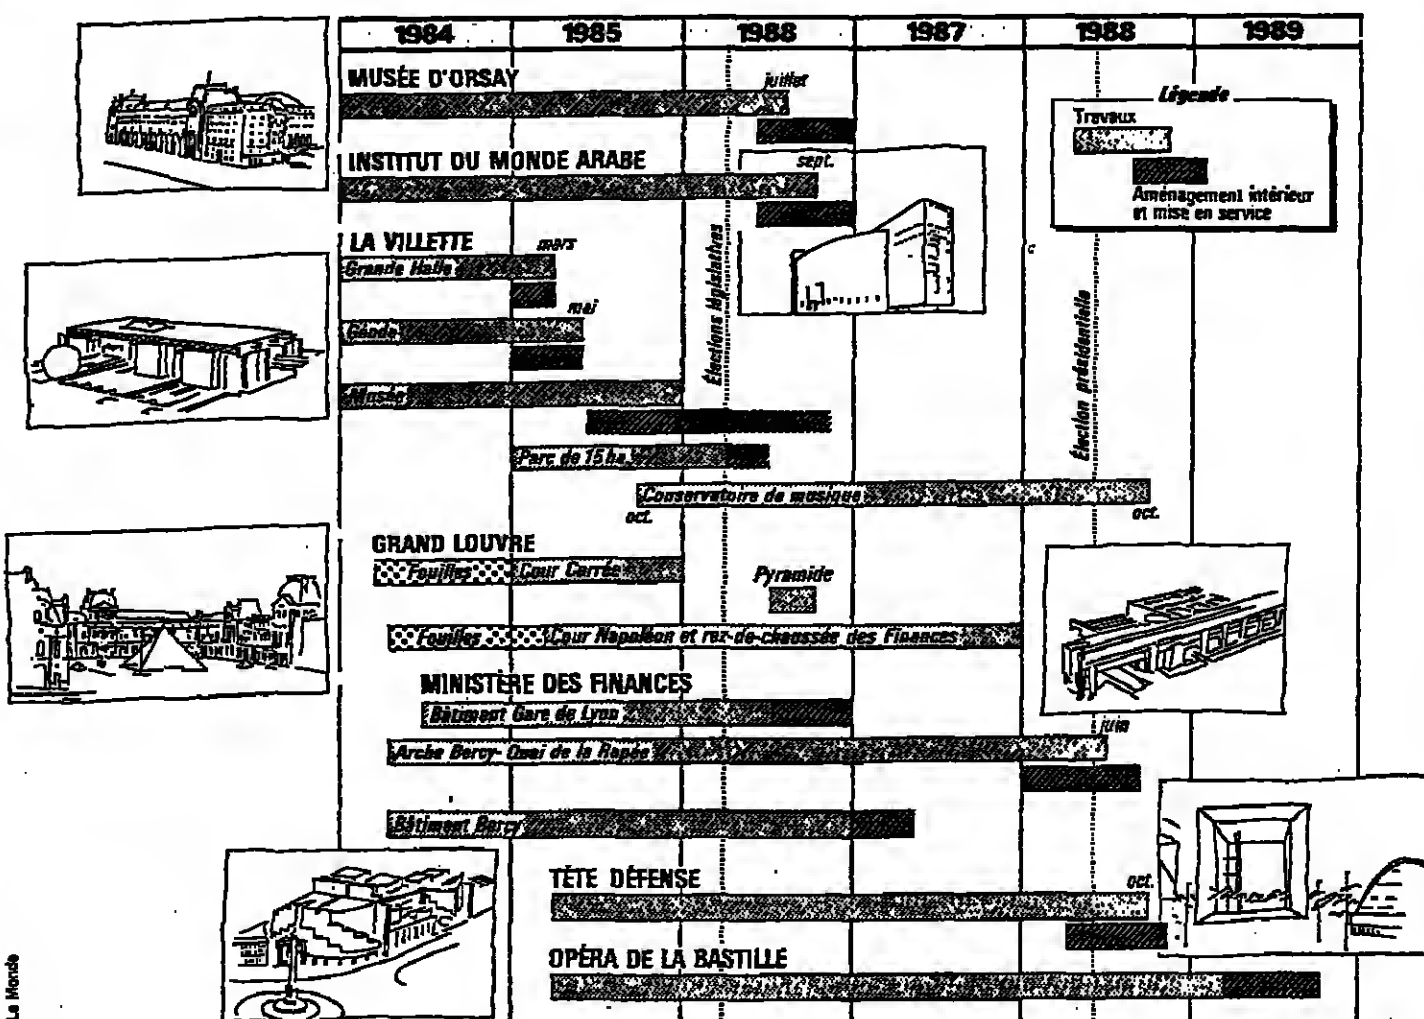 1984 1985 1988 1987 1988 1989
MUSÉE D'ORSAY
juillet
Légende
Travaux
Aménagement intérieur
et mise en service
INSTITUT DU MONDE ARABE
sept.
LA VILLETTE
mars
Grande Halle
mai
Géode
Musée
Élections législatives
Élection présidentielle
Parc de 15 ha
Conservatoire de musique
oct.
oct.
GRAND LOUVRE
Fouilles Cour Carrée
Pyramide
Fouilles Cour Napoléon et rez-de-chaussée des Finances
MINISTÈRE DES FINANCES
Bâtiment Gare de Lyon
juin
Arche Bercy-Quai de la Rapée
Bâtiment Bercy
TÊTE DÉFENSE
oct.
OPÉRA DE LA BASTILLE
Le Monde